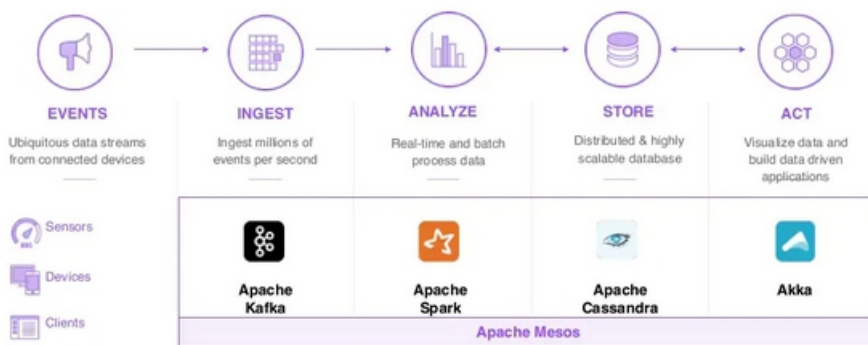 EVENTS
Ubiquitous data streams
from connected devices
INGEST
Ingest millions of
events per second
ANALYZE
Real-time and batch
process data
STORE
Distributed & highly
scalable database
ACT
Visualize data and
build data driven
applications
Sensors
Devices
Clients
Apache
Kafka
Apache
Spark
Apache
Cassandra
Akka
Apache Mesos